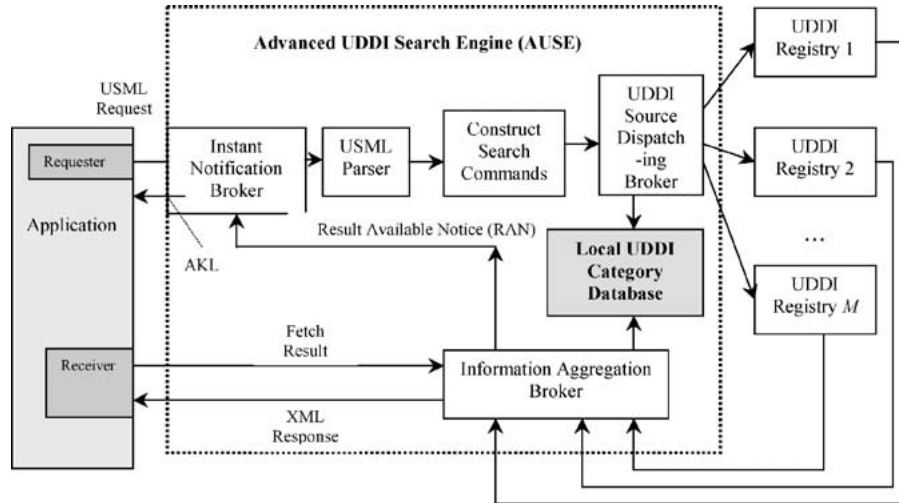 Advanced UDDI Search Engine (AUSE)
UDDI
Registry 1
USML
Request
Requester
Instant
Notification
Broker
USML
Parser
Construct
Search
Commands
UDDI
Source
Dispatch
-ing Broker
UDDI
Registry 2
Application
AKL
Result Available Notice (RAN)
Local UDDI
Category
Database
...
UDDI
Registry M
Fetch
Result
Receiver
Information Aggregation
Broker
XML
Response